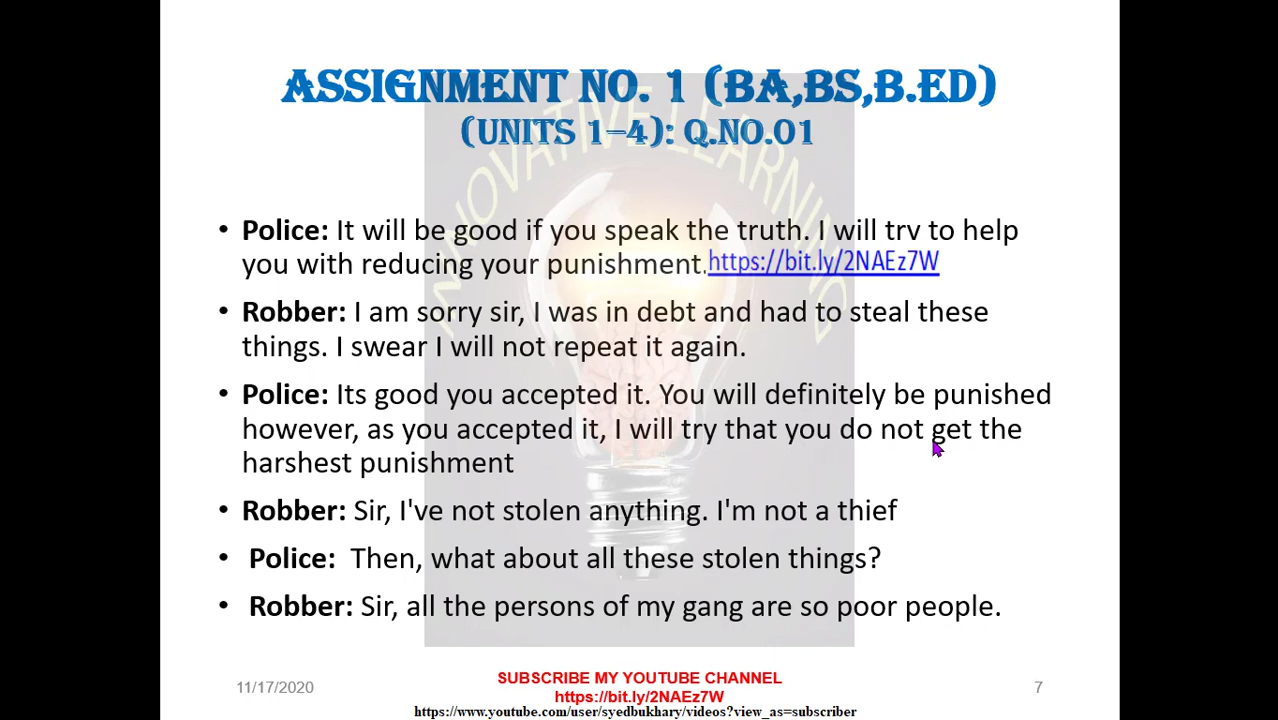 ASSIGNMENT NO. 1 (BA,BS,B.ED)
(UNITS 1–4): Q.NO.01
INNOVATIVE LEARNING
• Police: It will be good if you speak the truth. I will try to help
you with reducing your punishment. https://bit.ly/2NAEz7W
• Robber: I am sorry sir, I was in debt and had to steal these
things. I swear I will not repeat it again.
• Police: Its good you accepted it. You will definitely be punished
however, as you accepted it, I will try that you do not get the
harshest punishment
• Robber: Sir, I've not stolen anything. I'm not a thief
• Police: Then, what about all these stolen things?
• Robber: Sir, all the persons of my gang are so poor people.
11/17/2020
SUBSCRIBE MY YOUTUBE CHANNEL
https://bit.ly/2NAEz7W
https://www.youtube.com/user/syedbukhary/videos?view_as=subscriber
7